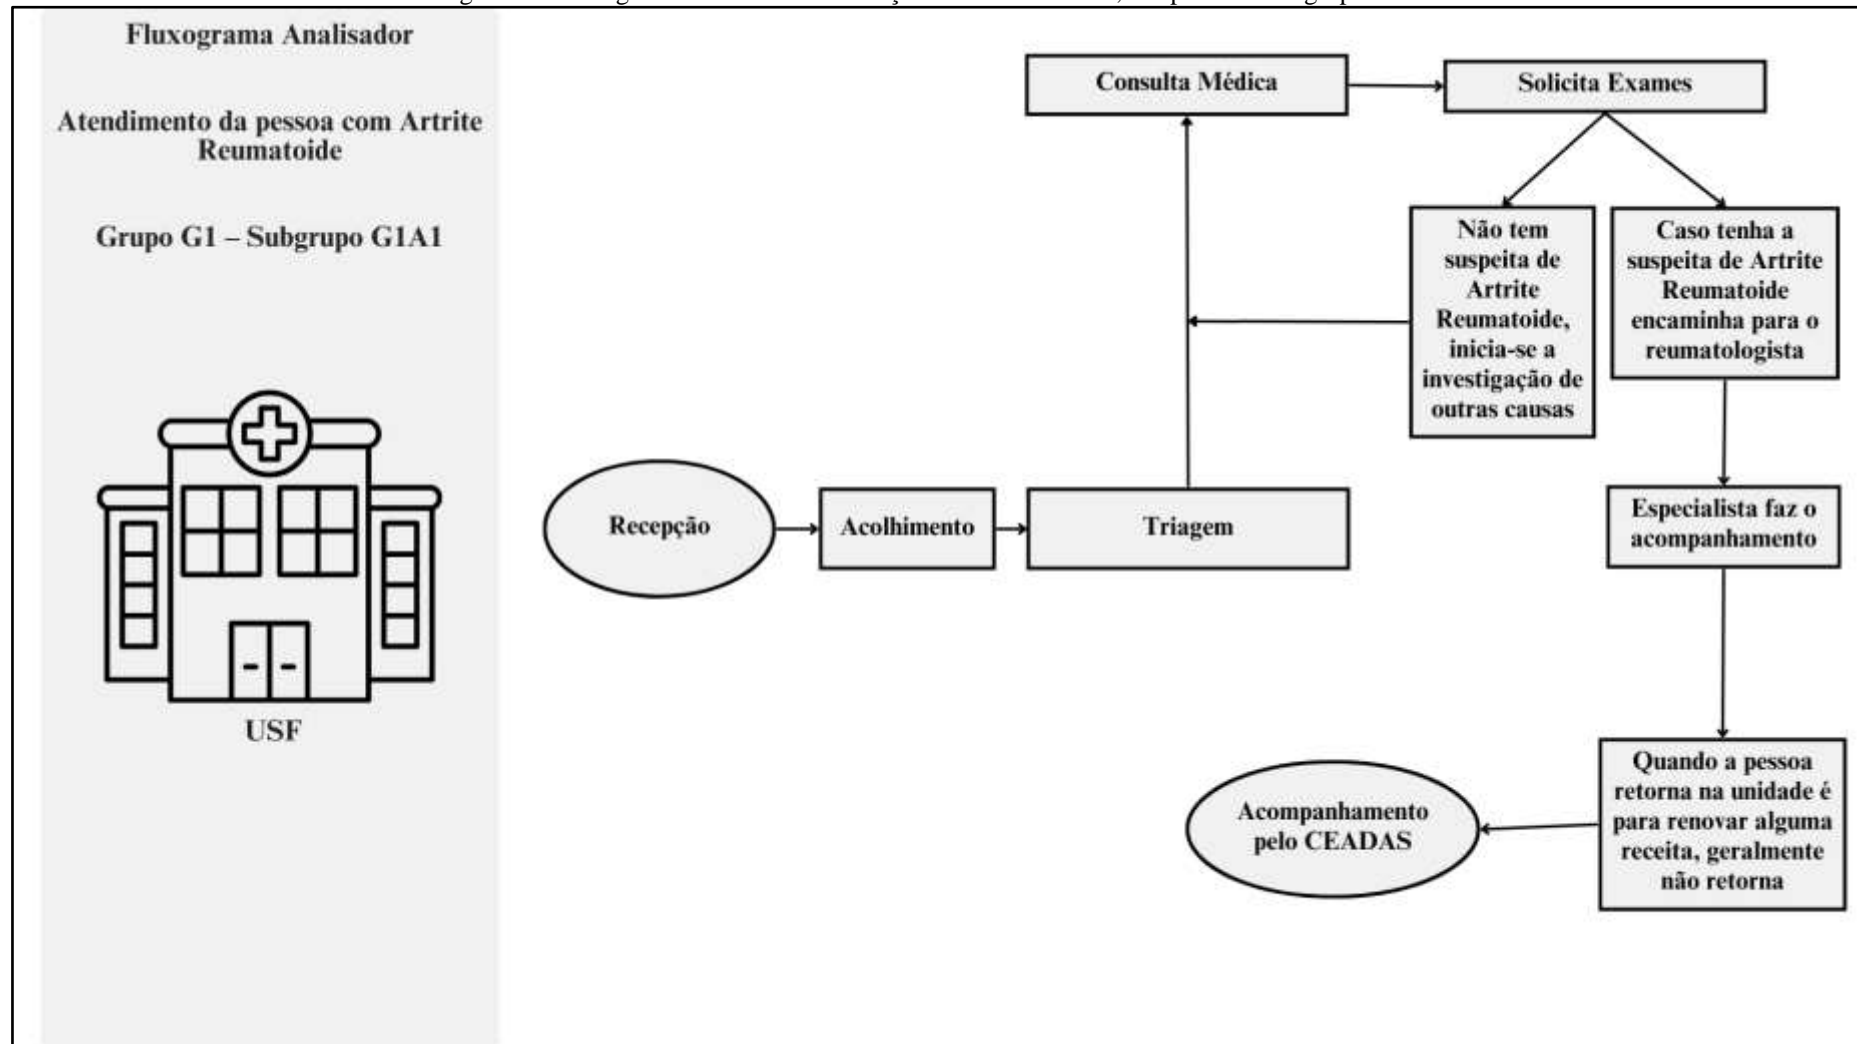 Fluxograma Analisador
Atendimento da pessoa com Artrite
Reumatoide
Grupo G1 – Subgrupo G1A1
USF
Recepção
Acolhimento
Triagem
Consulta Médica
Solicita Exames
Não tem
suspeita de
Artrite
Reumatoide,
inicia-se a
investigação de
outras causas
Caso tenha a
suspeita de Artrite
Reumatoide
encaminha para o
reumatologista
Especialista faz o
acompanhamento
Quando a pessoa
retorna na unidade é
para renovar alguma
receita, geralmente
não retorna
Acompanhamento
pelo CEADAS